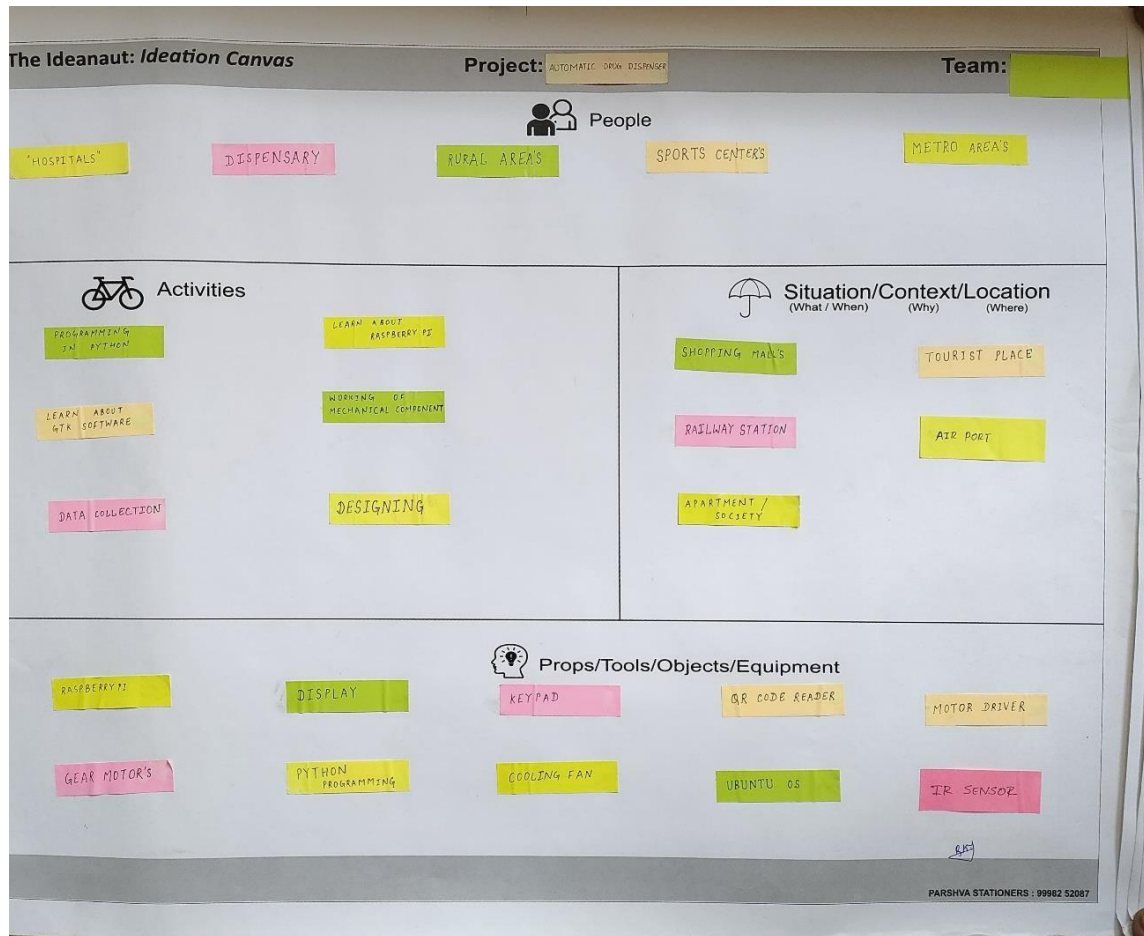 The Ideanaut: Ideation Canvas
Project: AUTOMATIC DRUG DISPENSER
Team:
People
"HOSPITALS"
DISPENSARY
RURAL AREA'S
SPORTS CENTER'S
METRO AREA'S
Activities
PROGRAMMING
IN PYTHON
LEARN ABOUT
RASPBERRY PI
LEARN ABOUT
GTK SOFTWARE
WORKING OF
MECHANICAL COMPONENT
DATA COLLECTION
DESIGNING
Situation/Context/Location
(What / When) (Why) (Where)
SHOPPING MALL'S
TOURIST PLACE
RAILWAY STATION
AIR PORT
APARTMENT /
SOCIETY
Props/Tools/Objects/Equipment
RASPBERRY PI
DISPLAY
KEYPAD
QR CODE READER
MOTOR DRIVER
GEAR MOTOR'S
PYTHON
PROGRAMMING
COOLING FAN
UBUNTU OS
IR SENSOR
PARSHVA STATIONERS : 99982 52087